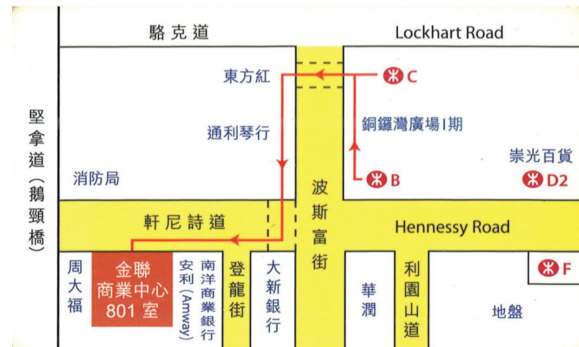 駱克道
Lockhart Road
東方紅
C
通利琴行
銅鑼灣廣場I期
堅拿道(鵝頸橋)
消防局
崇光百貨
B
D2
波斯富街
軒尼詩道
Hennessy Road
周大福
金聯
商業中心
801 室
安利(Amway)
南洋商業銀行
登龍街
大新銀行
華潤
利園山道
地盤
F